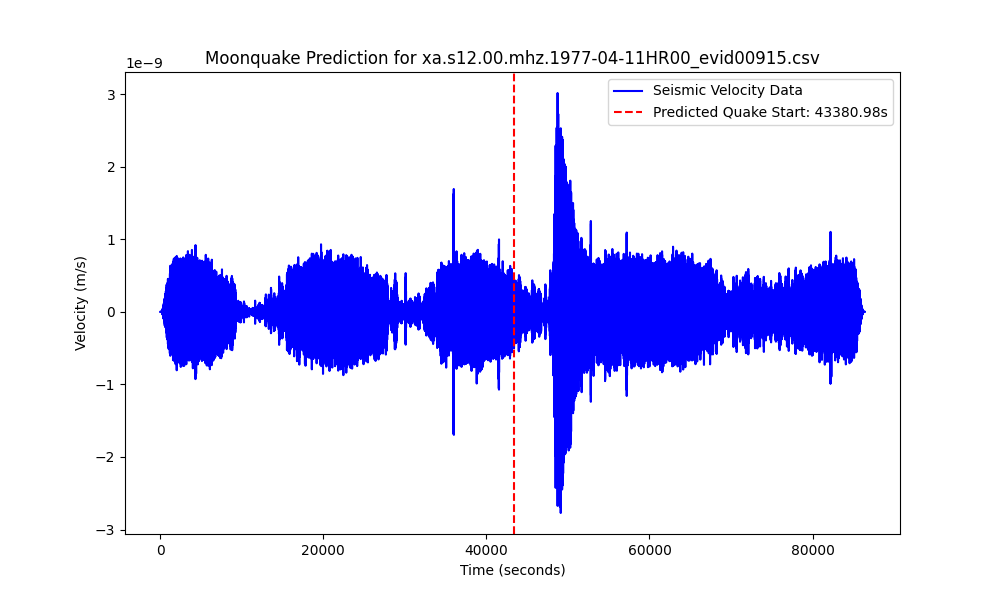 Moonquake Prediction for xa.s12.00.mhz.1977-04-11HR00_evid00915.csv
1e−9
Seismic Velocity Data
Predicted Quake Start: 43380.98s
3
2
1
0
−1
−2
−3
Velocity (m/s)
0 20000 40000 60000 80000
Time (seconds)